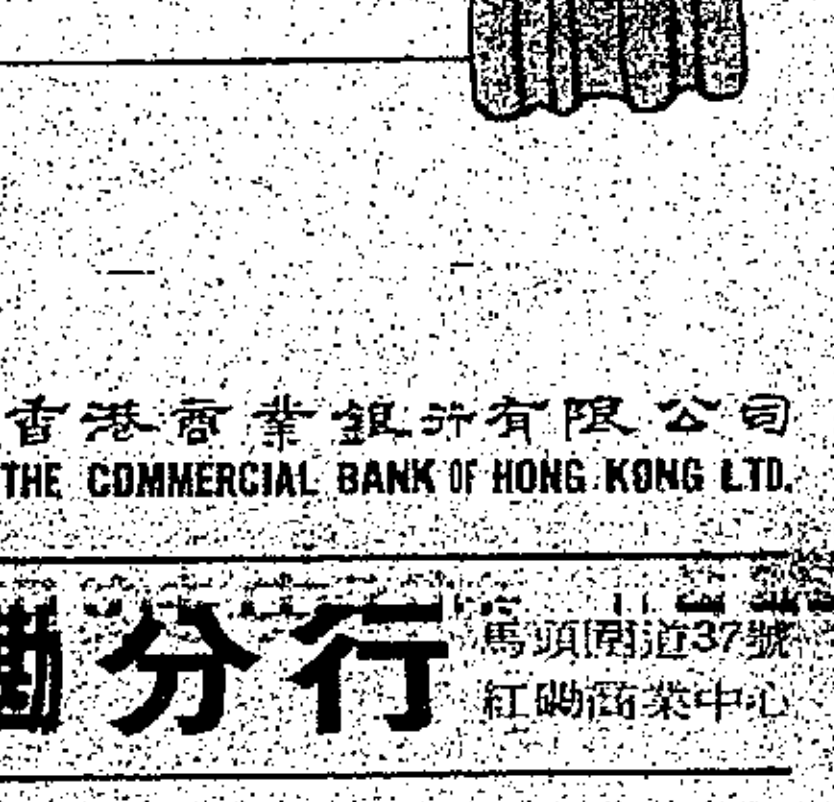 香港商業銀行有限公司
THE COMMERCIAL BANK OF HONG KONG LTD.
磡分行
馬頭圍道37號
紅磡商業中心